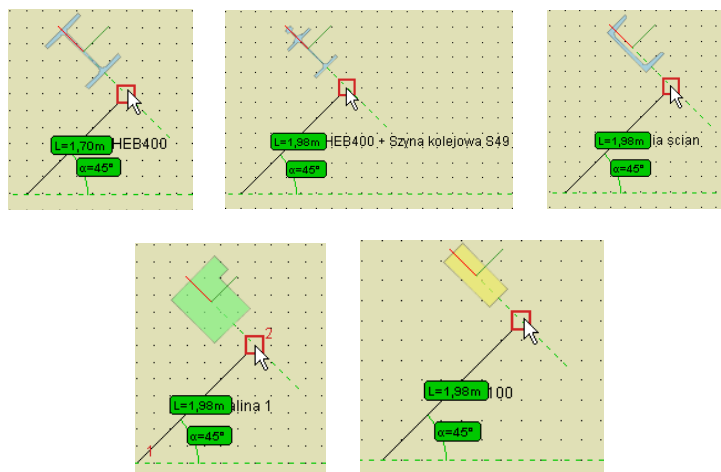 HEB400
L=1,70m
α=45°
HEB400 + Szyna kolejowa S49
L=1,98m
α=45°
ia ścian
L=1,98m
α=45°
2
alina 1
L=1,98m
α=45°
1
100
L=1,98m
α=45°